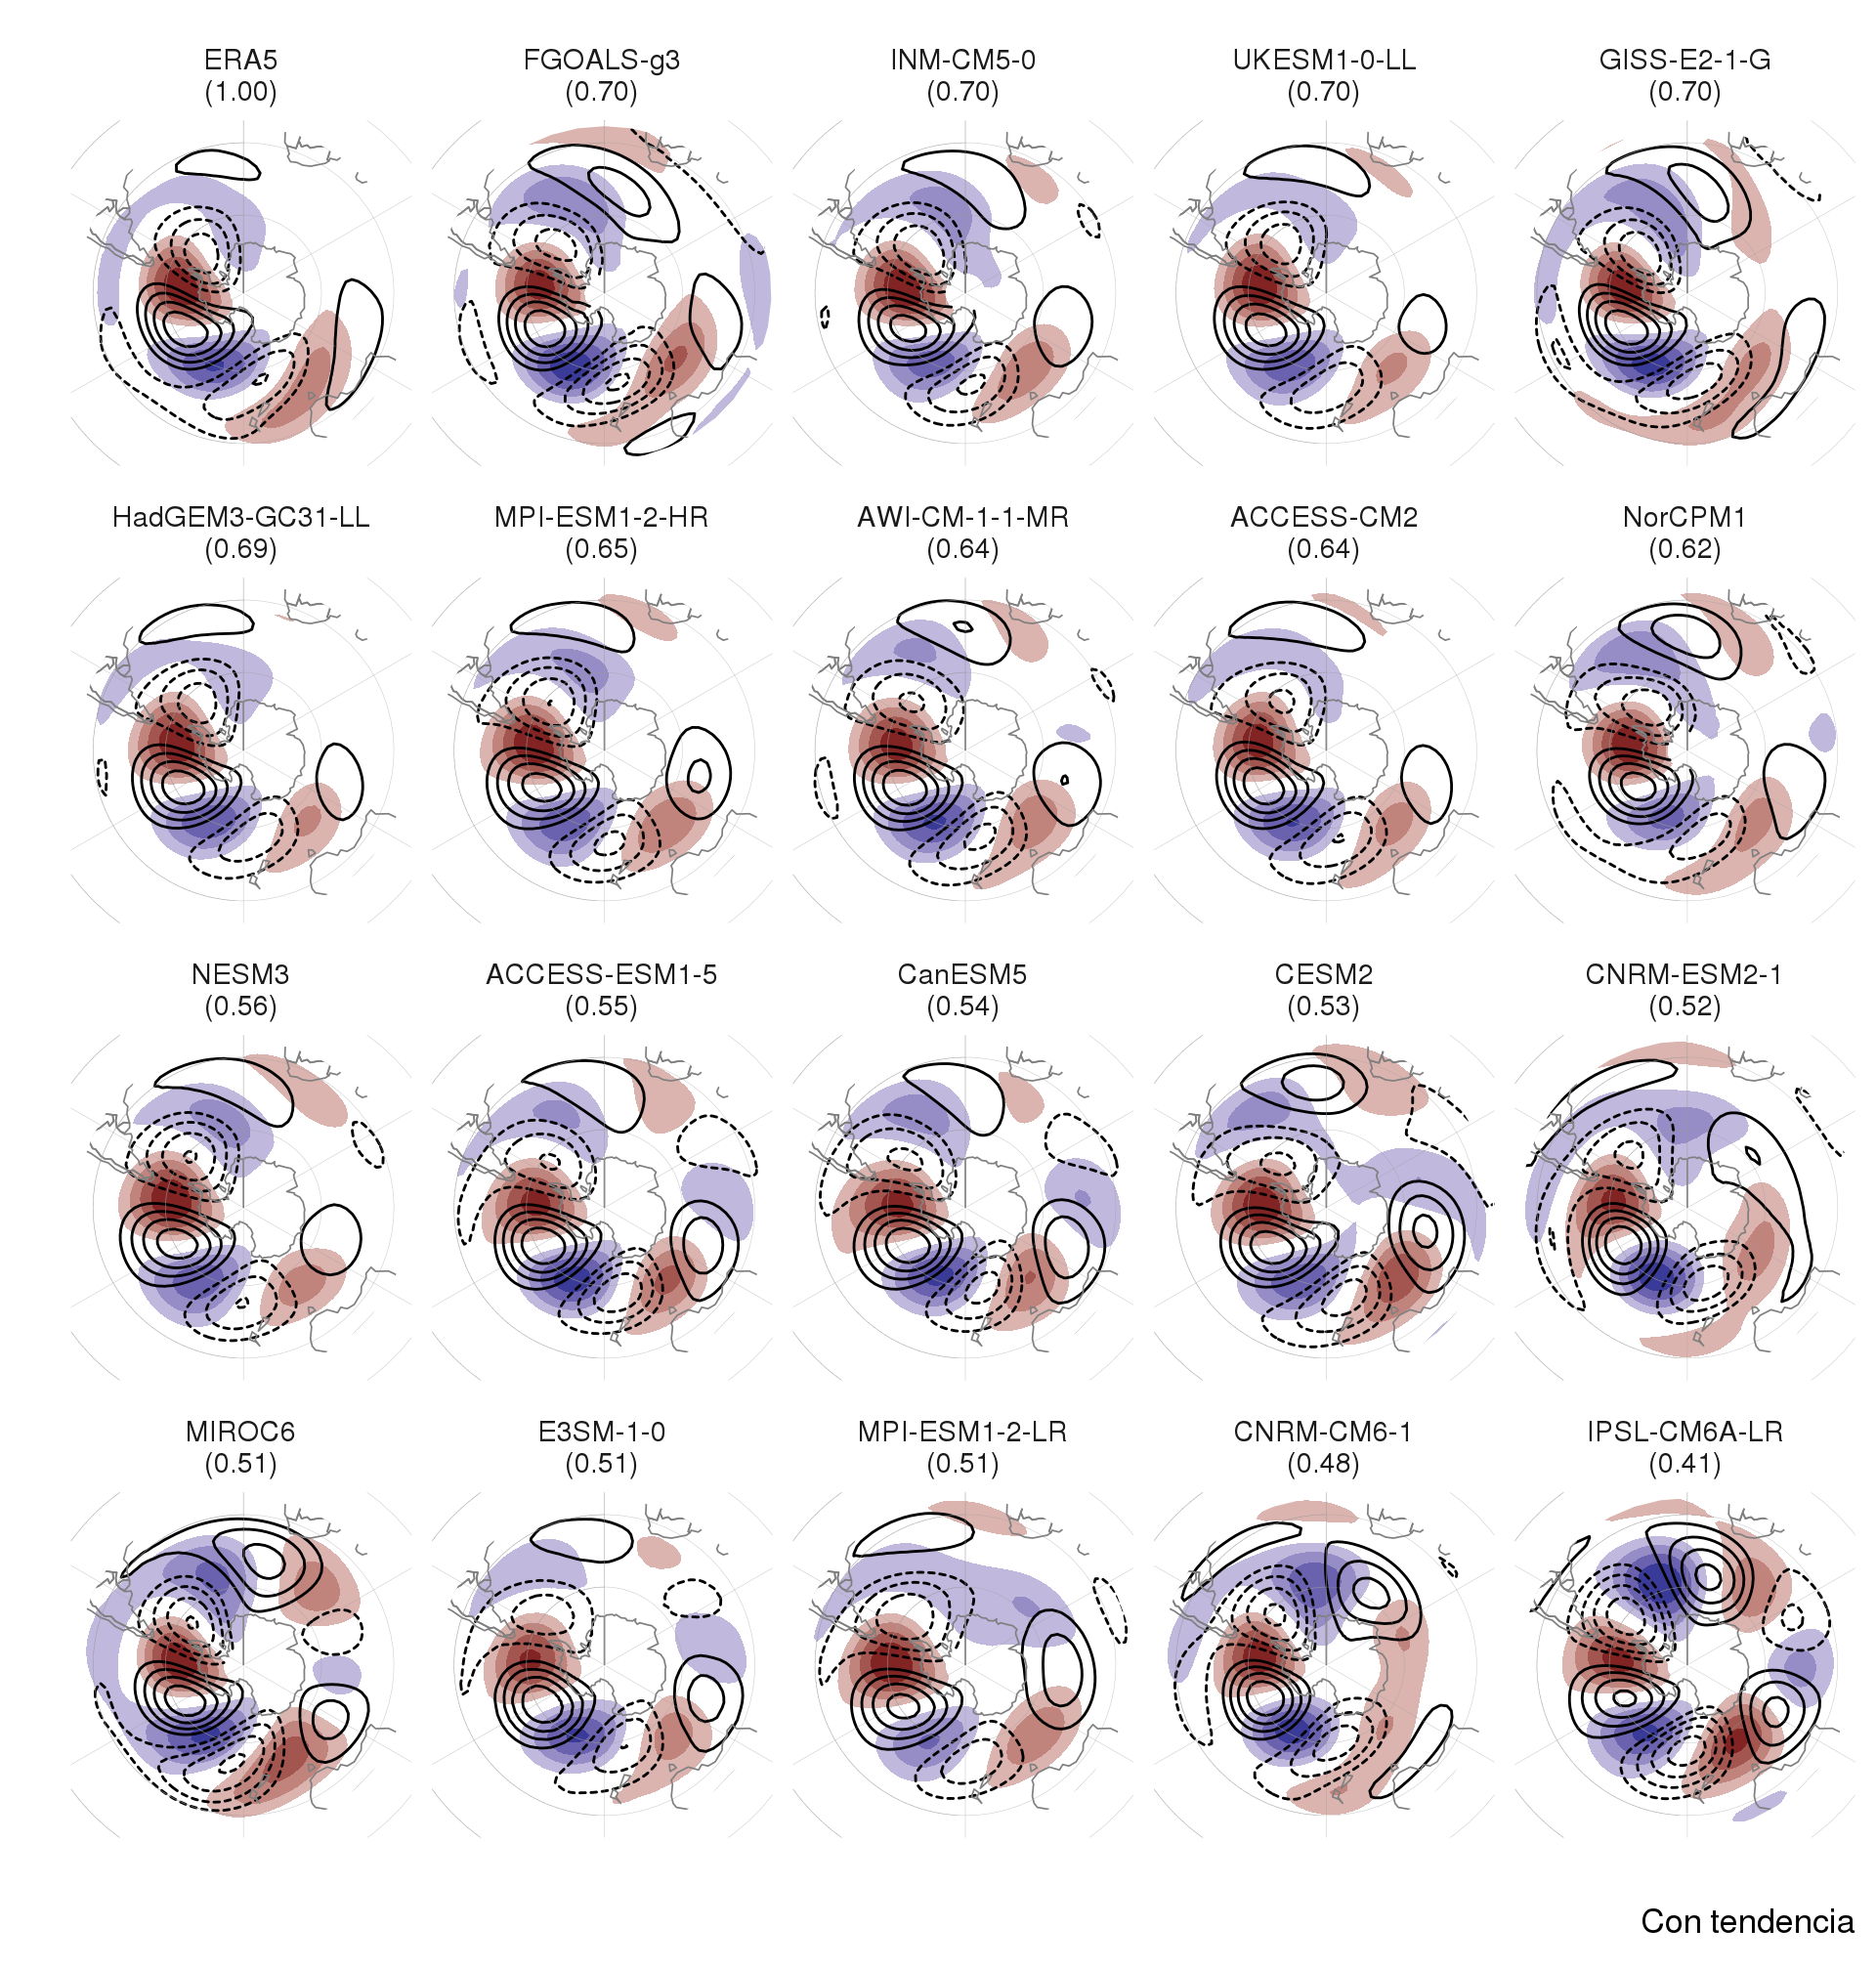 ERA5
(1.00)
FGOALS-g3
(0.70)
INM-CM5-0
(0.70)
UKESM1-0-LL
(0.70)
GISS-E2-1-G
(0.70)
HadGEM3-GC31-LL
(0.69)
MPI-ESM1-2-HR
(0.65)
AWI-CM-1-1-MR
(0.64)
ACCESS-CM2
(0.64)
NorCPM1
(0.62)
NESM3
(0.56)
ACCESS-ESM1-5
(0.55)
CanESM5
(0.54)
CESM2
(0.53)
CNRM-ESM2-1
(0.52)
MIROC6
(0.51)
E3SM-1-0
(0.51)
MPI-ESM1-2-LR
(0.51)
CNRM-CM6-1
(0.48)
IPSL-CM6A-LR
(0.41)
Con tendencia